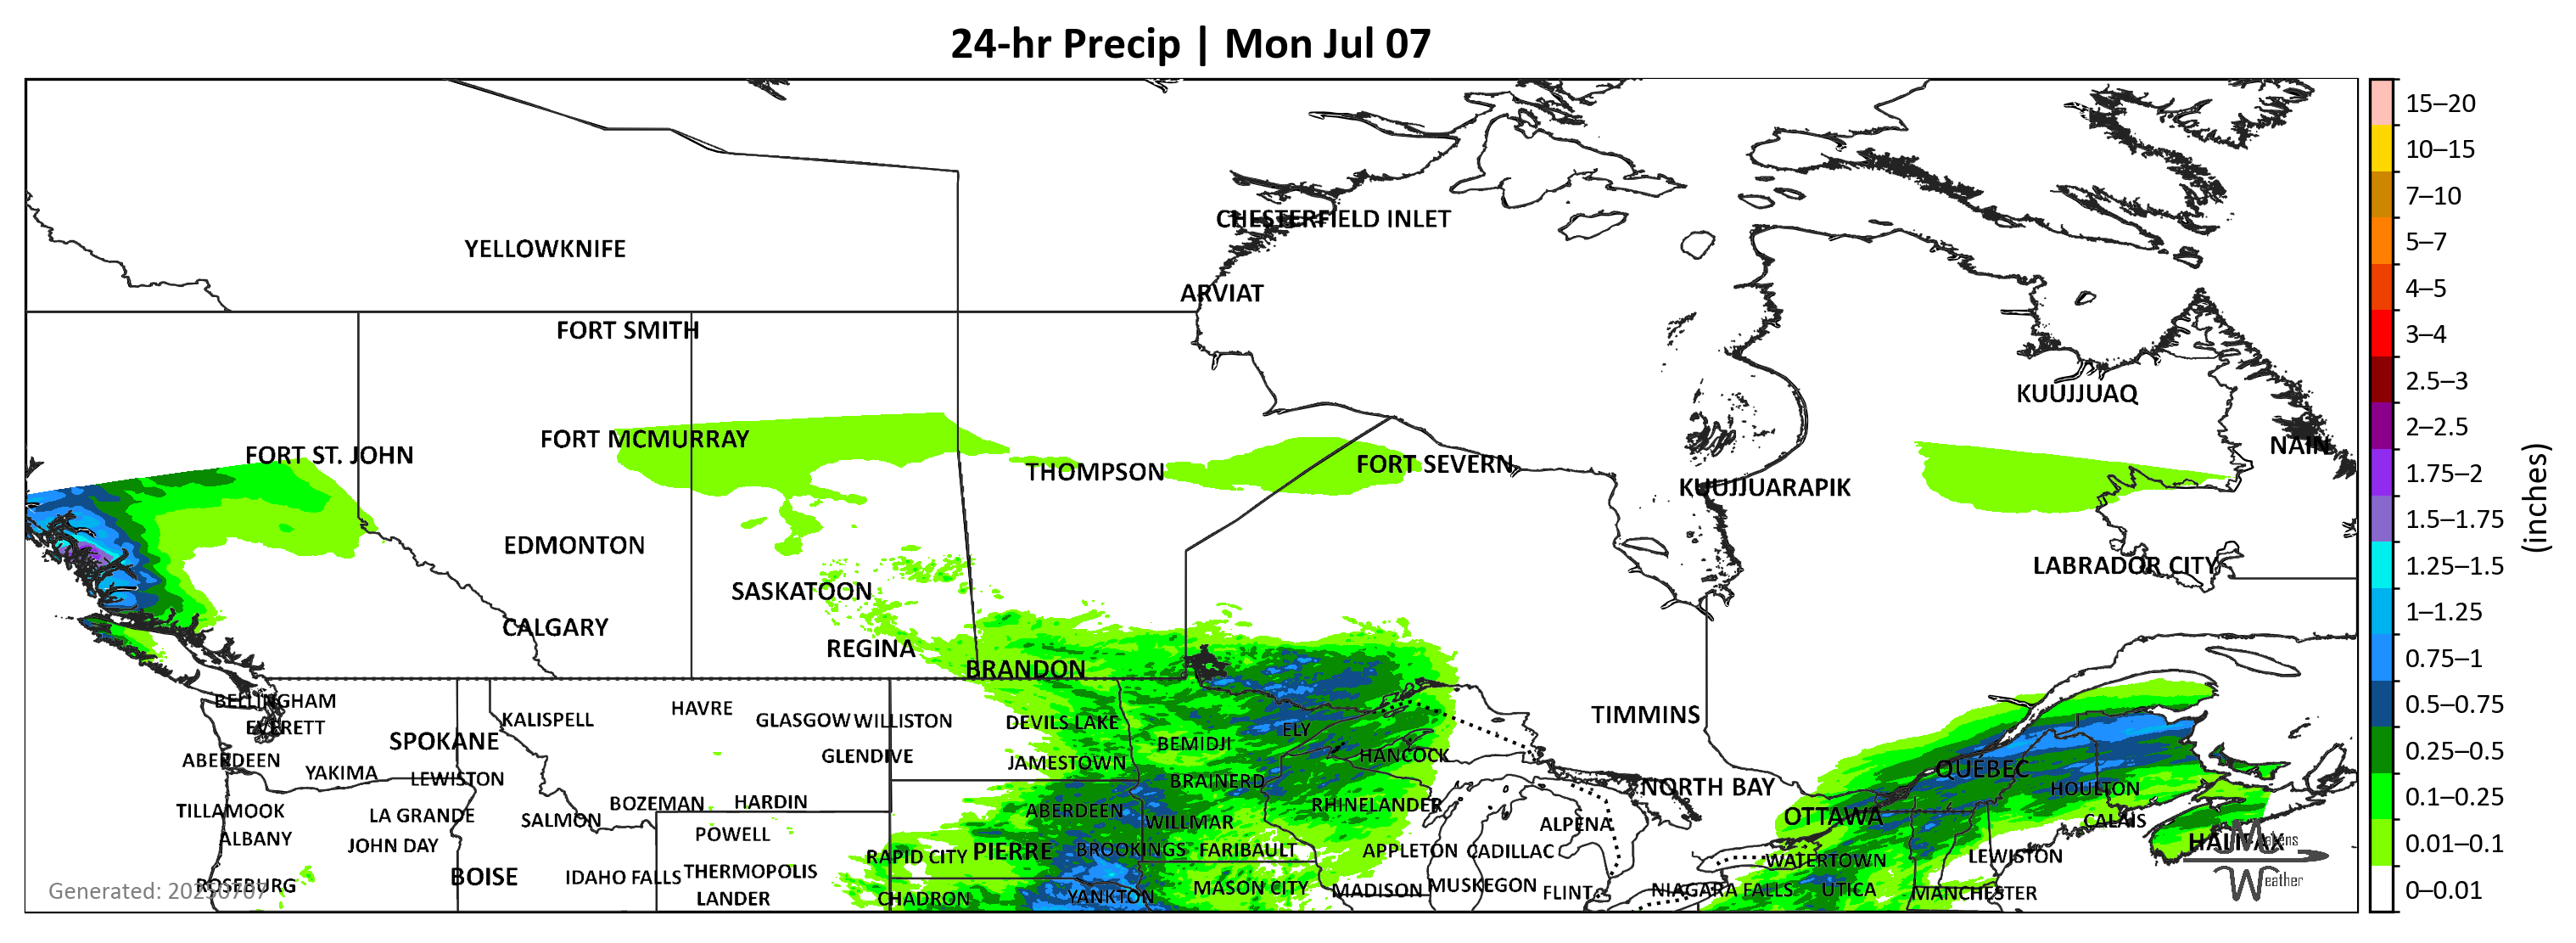 24-hr Precip | Mon Jul 07
15–20
10–15
7–10
5–7
4–5
3–4
2.5–3
2–2.5
1.75–2
1.5–1.75
1.25–1.5
1–1.25
0.75–1
0.5–0.75
0.25–0.5
0.1–0.25
0.01–0.1
0–0.01
(inches)
CHESTERFIELD INLET
YELLOWKNIFE
ARVIAT
FORT SMITH
KUUJJUAQ
FORT MCMURRAY
NAIN
FORT ST. JOHN
THOMPSON
FORT SEVERN
KUUJJUARAPIK
EDMONTON
LABRADOR CITY
SASKATOON
CALGARY
REGINA
BRANDON
BELLINGHAM
HAVRE
KALISPELL
GLASGOW
WILLISTON
DEVILS LAKE
TIMMINS
EVERETT
ELY
SPOKANE
BEMIDJI
ABERDEEN
GLENDIVE
JAMESTOWN
HANCOCK
QUEBEC
YAKIMA
LEWISTON
BRAINERD
NORTH BAY
HOULTON
TILLAMOOK
LA GRANDE
BOZEMAN
HARDIN
ABERDEEN
RHINELANDER
SALMON
WILLMAR
ALPENA
OTTAWA
CALAIS
ALBANY
JOHN DAY
POWELL
RAPID CITY
PIERRE
BROOKINGS
FARIBAULT
APPLETON
CADILLAC
WATERTOWN
LEWISTON
HALIFAX
Weather
ROSEBURG
BOISE
IDAHO FALLS
THERMOPOLIS
LANDER
CHADRON
YANKTON
MASON CITY
MADISON
MUSKEGON
FLINT
NIAGARA FALLS
UTICA
MANCHESTER
Generated: 20250707